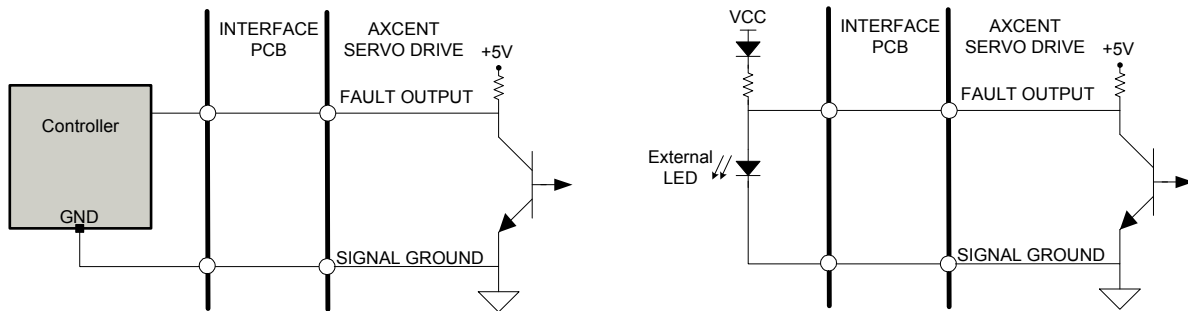 INTERFACE
PCB
AXCENT
SERVO DRIVE
+5V
FAULT OUTPUT
Controller
GND
SIGNAL GROUND
VCC
INTERFACE
PCB
AXCENT
SERVO DRIVE
+5V
FAULT OUTPUT
External
LED
SIGNAL GROUND